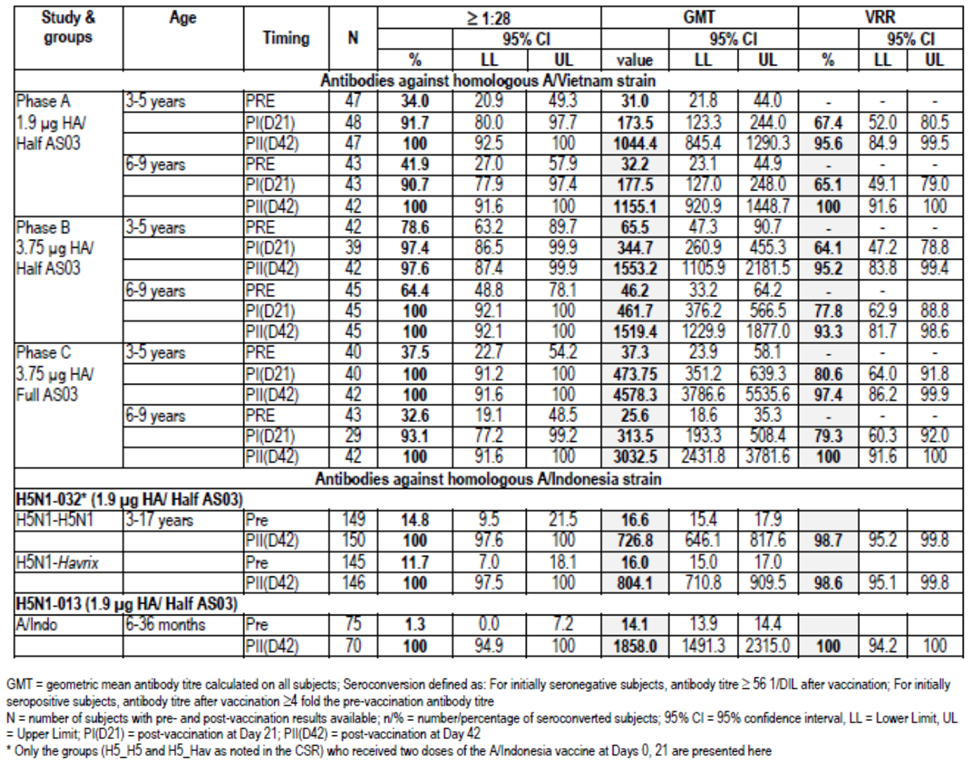 Study & groups Age Timing N ≥ 1:28 GMT VRR
95% CI 95% CI 95% CI
% LL UL value LL UL % LL UL
Antibodies against homologous A/Vietnam strain
Phase A 3-5 years PRE 47 34.0 20.9 49.3 31.0 21.8 44.0 - - -
1.9 µg HA/ PI(D21) 48 91.7 80.0 97.7 173.5 123.3 244.0 67.4 52.0 80.5
Half AS03 PII(D42) 47 100 92.5 100 1044.4 845.4 1290.3 95.6 84.9 99.5
6-9 years PRE 43 41.9 27.0 57.9 32.2 23.1 44.9 - - -
PI(D21) 43 90.7 77.9 97.4 177.5 127.0 248.0 65.1 49.1 79.0
PII(D42) 42 100 91.6 100 1155.1 920.9 1448.7 100 91.6 100
Phase B 3-5 years PRE 42 78.6 63.2 89.7 65.5 47.3 90.7 - - -
3.75 µg HA/ PI(D21) 39 97.4 86.5 99.9 344.7 260.9 455.3 64.1 47.2 78.8
Half AS03 PII(D42) 42 97.6 87.4 99.9 1553.2 1105.9 2181.5 95.2 83.8 99.4
6-9 years PRE 45 64.4 48.8 78.1 46.2 33.2 64.2 - - -
PI(D21) 45 100 92.1 100 461.7 376.2 566.5 77.8 62.9 88.8
PII(D42) 45 100 92.1 100 1519.4 1229.9 1877.0 93.3 81.7 98.6
Phase C 3-5 years PRE 40 37.5 22.7 54.2 37.3 23.9 58.1 - - -
3.75 µg HA/ PI(D21) 40 100 91.2 100 473.75 351.2 639.3 80.6 64.0 91.8
Full AS03 PII(D42) 42 100 91.6 100 4578.3 3786.6 5535.6 97.4 86.2 99.9
6-9 years PRE 43 32.6 19.1 48.5 25.6 18.6 35.3 - - -
PI(D21) 29 93.1 77.2 99.2 313.5 193.3 508.4 79.3 60.3 92.0
PII(D42) 42 100 91.6 100 3032.5 2431.8 3781.6 100 91.6 100
Antibodies against homologous A/Indonesia strain
H5N1-032* (1.9 µg HA/ Half AS03)
H5N1-H5N1 3-17 years Pre 149 14.8 9.5 21.5 16.6 15.4 17.9
PII(D42) 150 100 97.6 100 726.8 646.1 817.6 98.7 95.2 99.8
H5N1-Havrix Pre 145 11.7 7.0 18.1 16.0 15.0 17.0
PII(D42) 146 100 97.5 100 804.1 710.8 909.5 98.6 95.1 99.8
H5N1-013 (1.9 µg HA/ Half AS03)
A/Indo 6-36 months Pre 75 1.3 0.0 7.2 14.1 13.9 14.4
PII(D42) 70 100 94.9 100 1858.0 1491.3 2315.0 100 94.2 100
GMT = geometric mean antibody titre calculated on all subjects; Seroconversion defined as: For initially seronegative subjects, antibody titre ≥ 56 1/DIL after vaccination; For initially
seropositive subjects, antibody titre after vaccination ≥4 fold the pre-vaccination antibody titre
N = number of subjects with pre- and post-vaccination results available; n/% = number/percentage of seroconverted subjects; 95% CI = 95% confidence interval, LL = Lower Limit, UL
= Upper Limit; PI(D21) = post-vaccination at Day 21; PII(D42) = post-vaccination at Day 42
* Only the groups (H5_H5 and H5_Hav as noted in the CSR) who received two doses of the A/Indonesia vaccine at Days 0, 21 are presented here